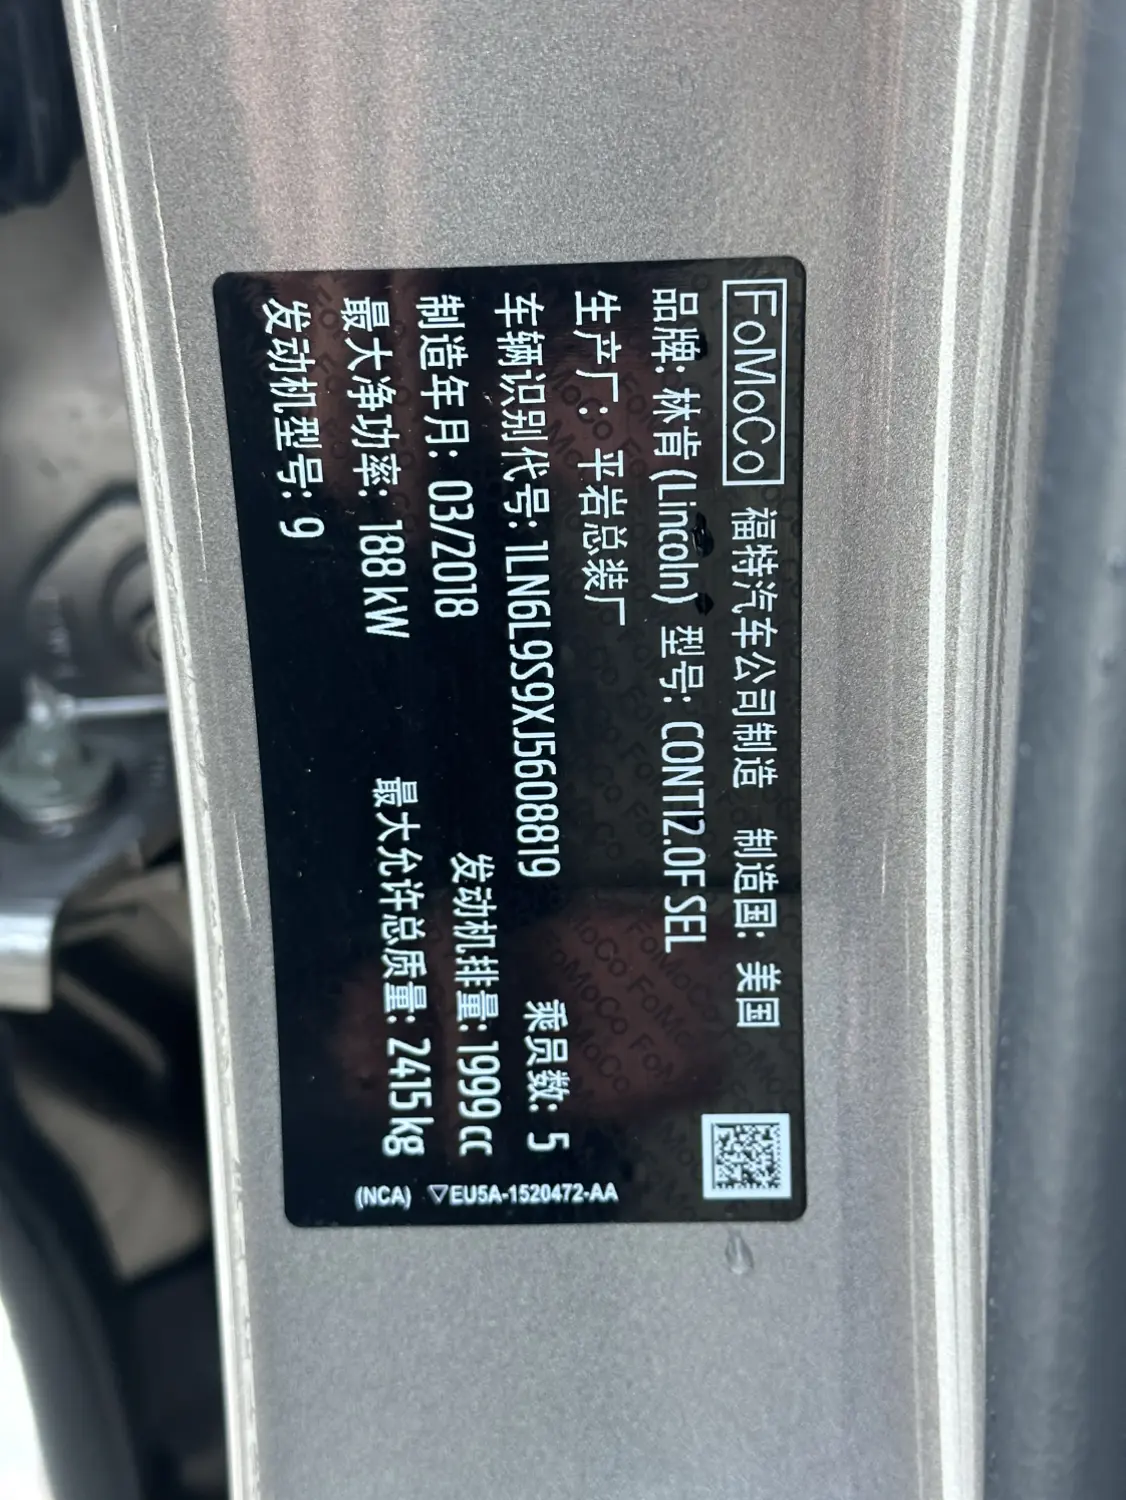 FoMoCo 福特汽车公司制造 制造国: 美国
品牌: 林肯 (Lincoln) 型号: CONTI2.0F SEL
生产厂: 平岩总装厂
车辆识别代号: 1LN6L9S9XJ5608819 乘员数: 5
制造年月: 03/2018 发动机排量: 1999 cc
最大净功率: 188 kW 最大允许总质量: 2415 kg
发动机型号: 9
(NCA) ▽EU5A-1520472-AA